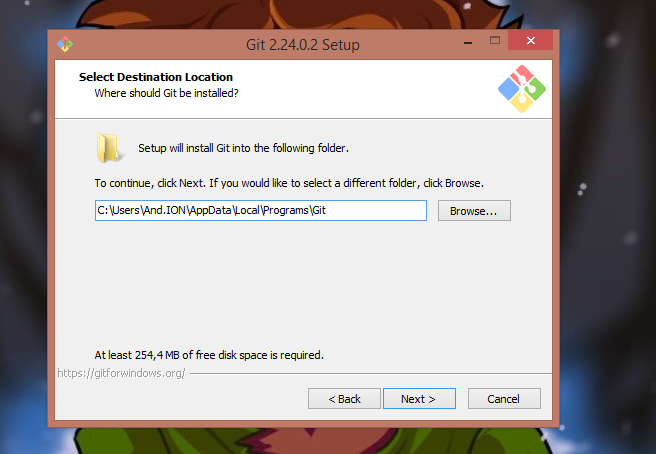 Git 2.24.0.2 Setup
Select Destination Location
Where should Git be installed?
Setup will install Git into the following folder.
To continue, click Next. If you would like to select a different folder, click Browse.
C:\Users\And.ION\AppData\Local\Programs\Git
Browse...
At least 254,4 MB of free disk space is required.
https://gitforwindows.org/
< Back
Next >
Cancel